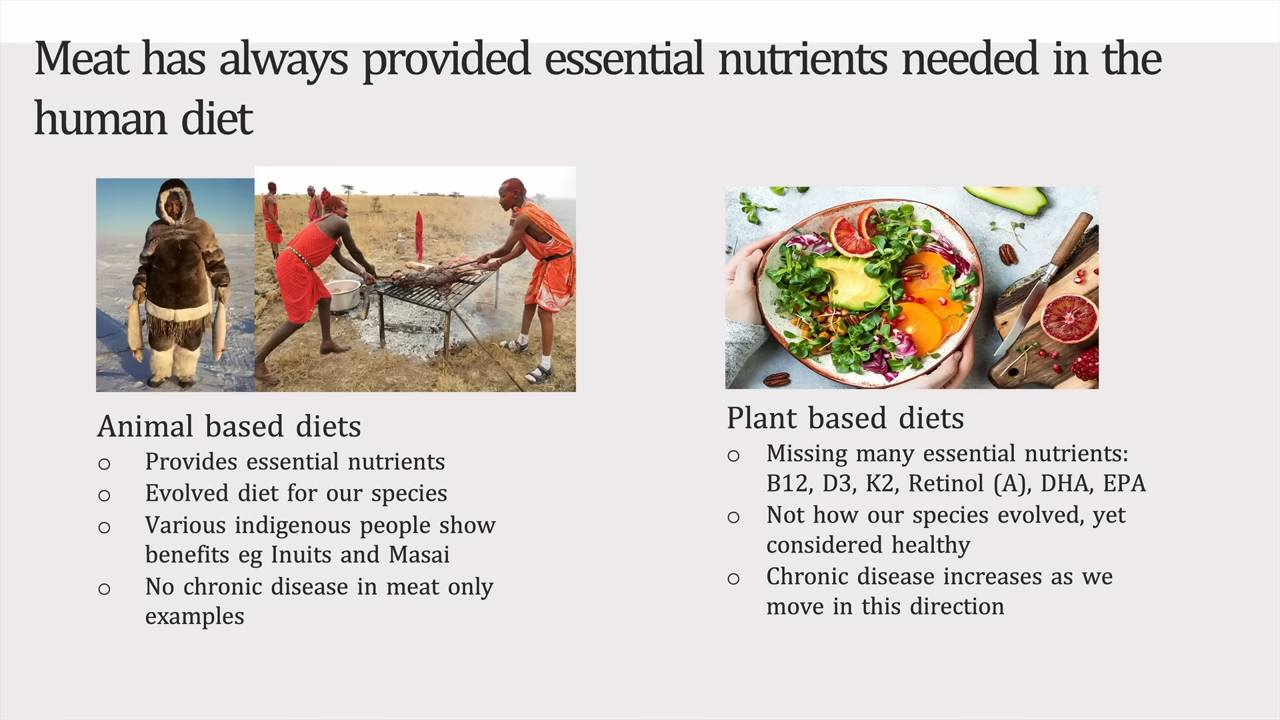 Meat has always provided essential nutrients needed in the
human diet
Animal based diets
o Provides essential nutrients
o Evolved diet for our species
o Various indigenous people show
benefits eg Inuits and Masai
o No chronic disease in meat only
examples
Plant based diets
o Missing many essential nutrients:
B12, D3, K2, Retinol (A), DHA, EPA
o Not how our species evolved, yet
considered healthy
o Chronic disease increases as we
move in this direction